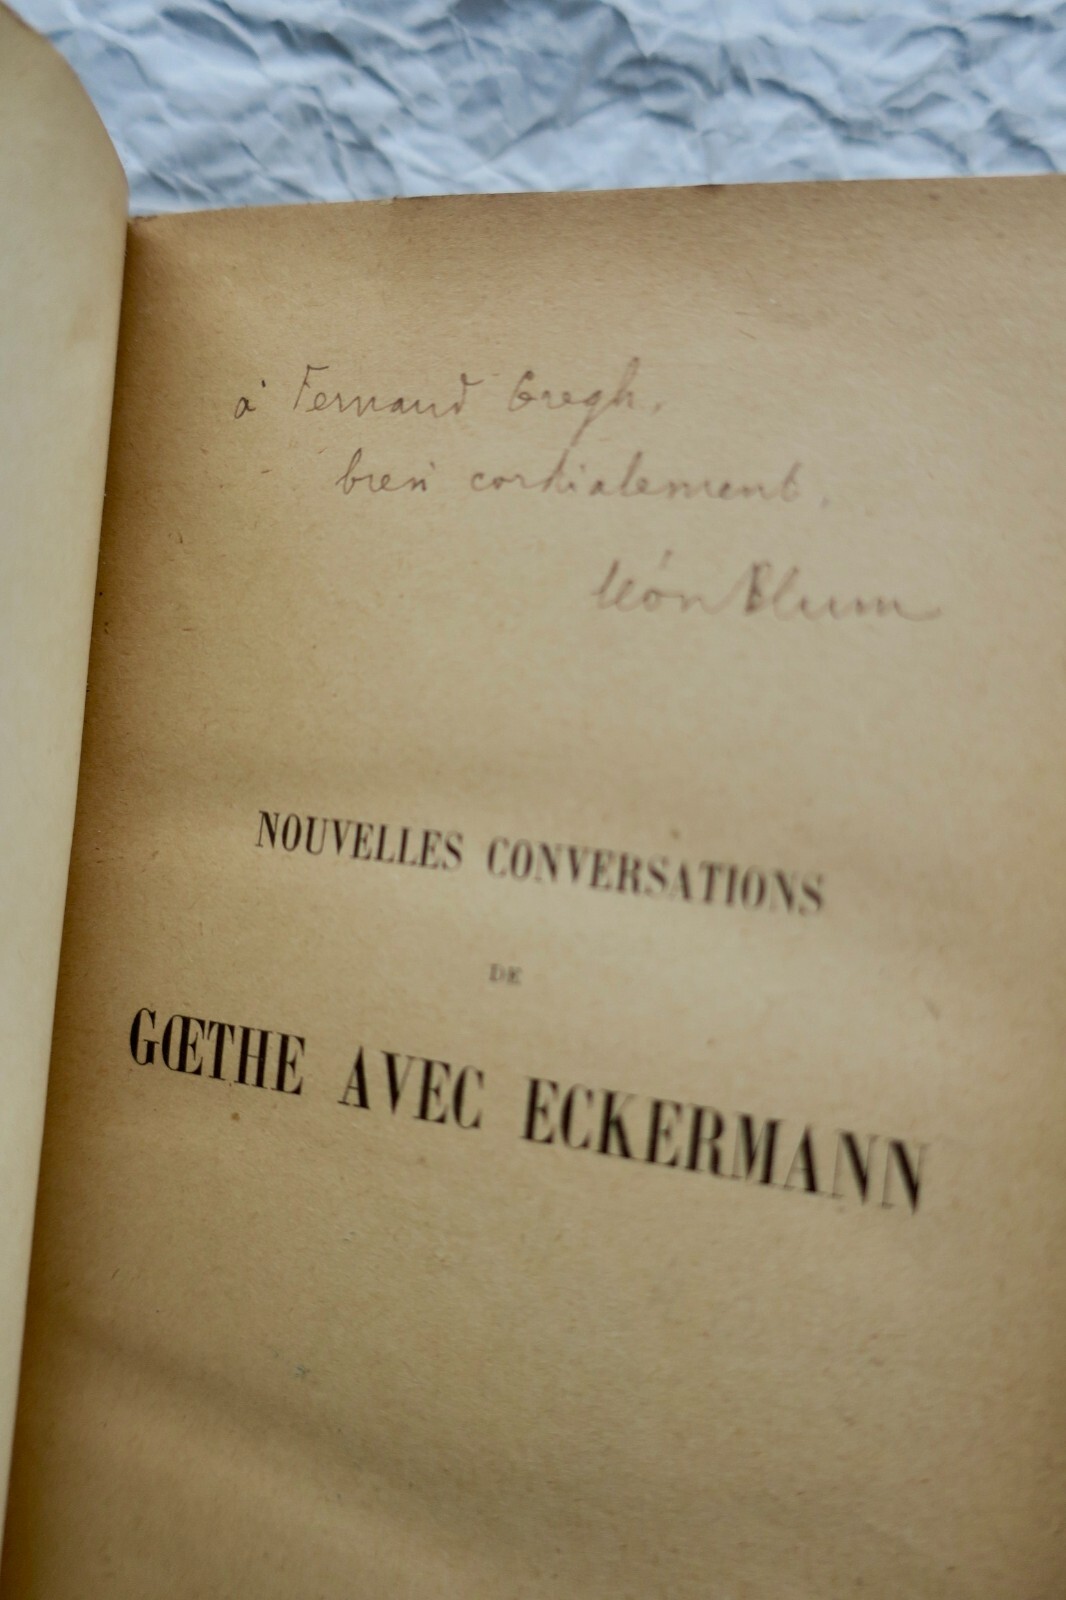 à Fernand Gregh,
bien cordialement.
Léon Blum
NOUVELLES CONVERSATIONS
DE
GŒTHE AVEC ECKERMANN